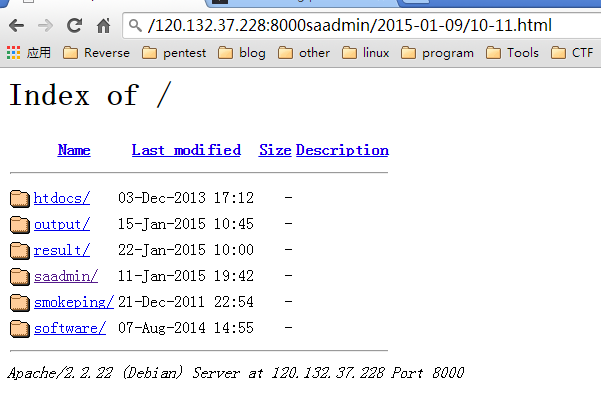 /120.132.37.228:8000saadmin/2015-01-09/10-11.html
应用 Reverse pentest blog other linux program Tools CTF
Index of /
Name Last modified Size Description
htdocs/ 03-Dec-2013 17:12 -
output/ 15-Jan-2015 10:45 -
result/ 22-Jan-2015 10:00 -
saadmin/ 11-Jan-2015 19:42 -
smokeping/ 21-Dec-2011 22:54 -
software/ 07-Aug-2014 14:55 -
Apache/2.2.22 (Debian) Server at 120.132.37.228 Port 8000